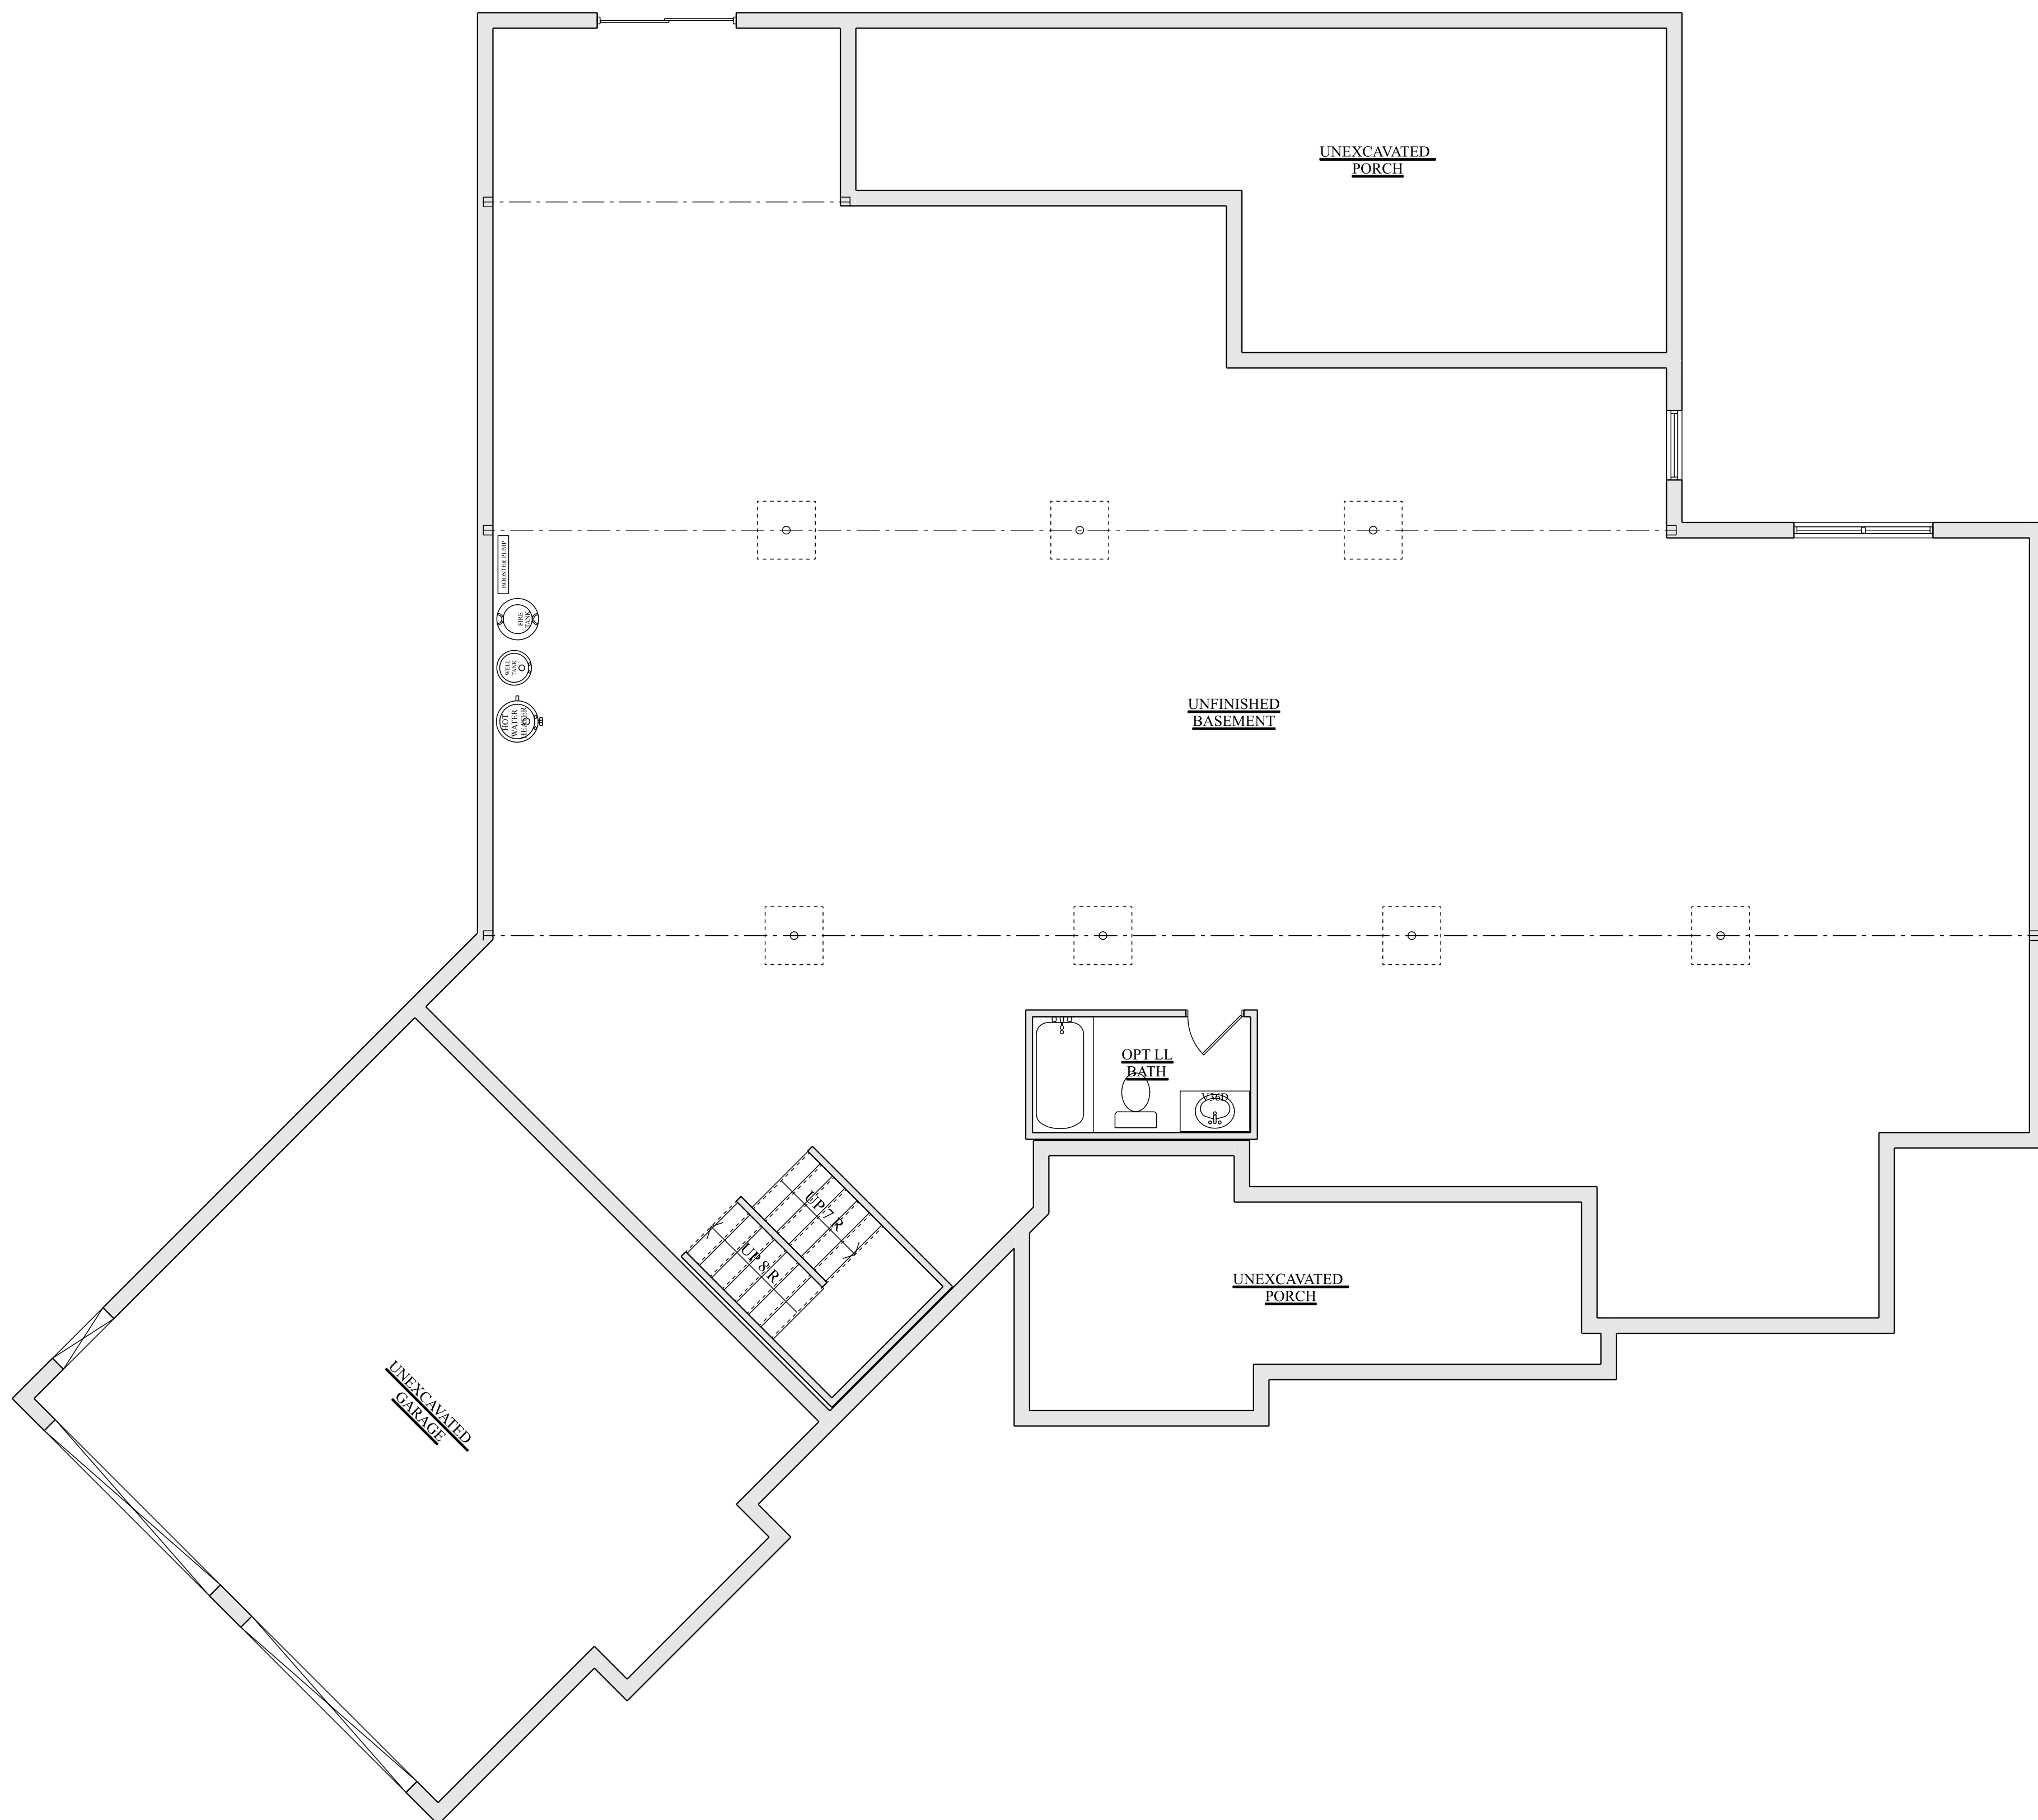 UNEXCAVATED
PORCH
BOOSTER PUMP
FIRE
TANK
WELL
TANK
HOT
WATER
HEATER
UNFINISHED
BASEMENT
OPT LL
BATH
V36D
UP 7 R
UP 8 R
UNEXCAVATED
PORCH
UNEXCAVATED
GARAGE